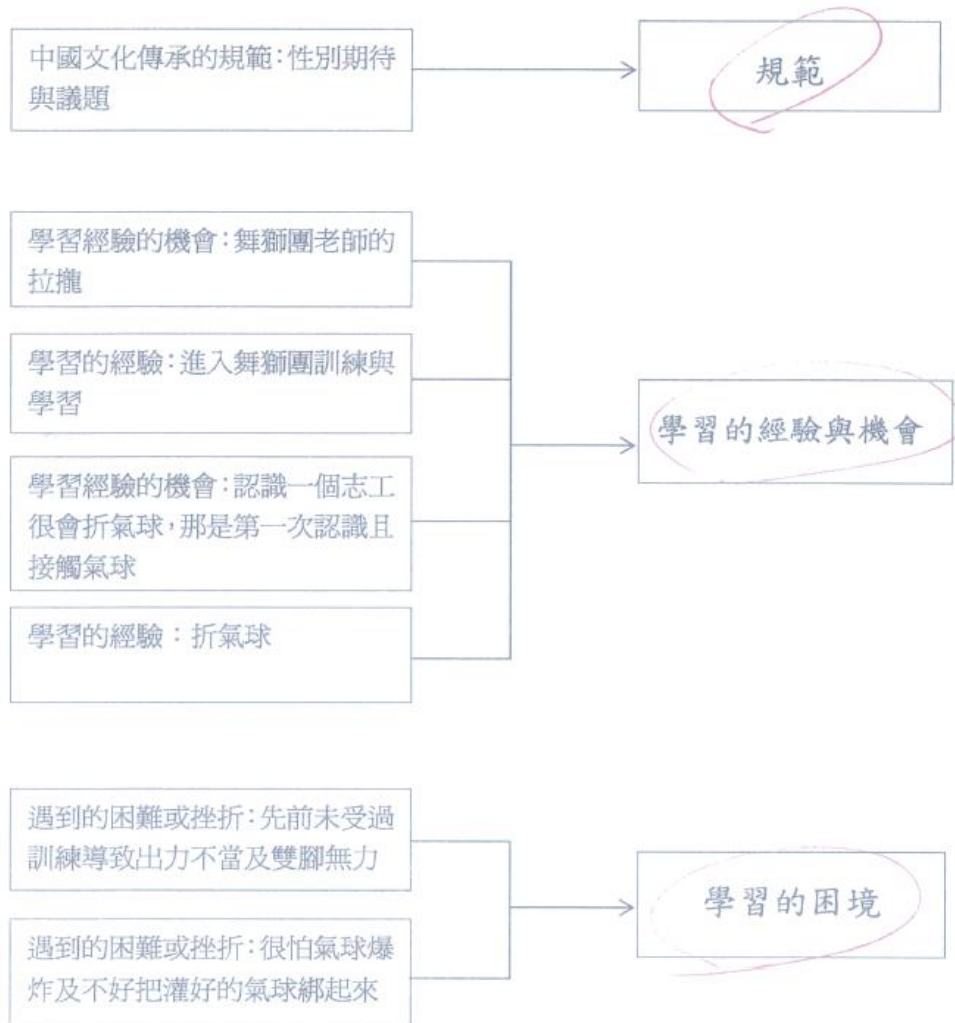 中國文化傳承的規範：性別期待
與議題
規範
學習經驗的機會：舞獅團老師的
拉攏
學習的經驗：進入舞獅團訓練與
學習
學習經驗的機會：認識一個志工
很會折氣球，那是第一次認識且
接觸氣球
學習的經驗：折氣球
學習的經驗與機會
遇到的困難或挫折：先前未受過
訓練導致出力不當及雙腳無力
遇到的困難或挫折：很怕氣球爆
炸及不好把灌好的氣球綁起來
學習的困境